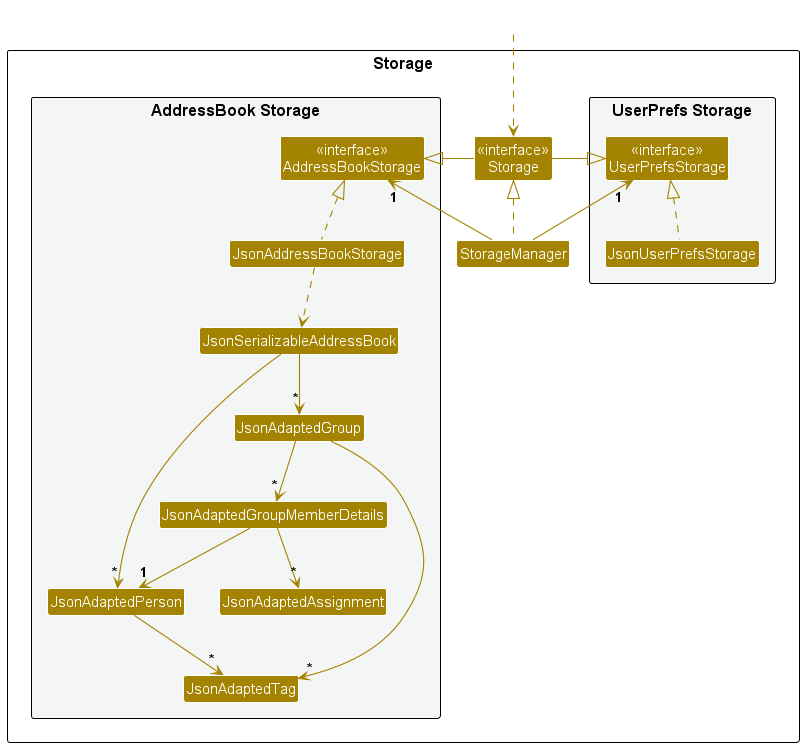 Storage
AddressBook Storage
UserPrefs Storage
«interface»
AddressBookStorage
«interface»
Storage
«interface»
UserPrefsStorage
1
1
JsonAddressBookStorage
StorageManager
JsonUserPrefsStorage
JsonSerializableAddressBook
*
JsonAdaptedGroup
*
JsonAdaptedGroupMemberDetails
*
1
*
JsonAdaptedPerson
JsonAdaptedAssignment
*
*
JsonAdaptedTag